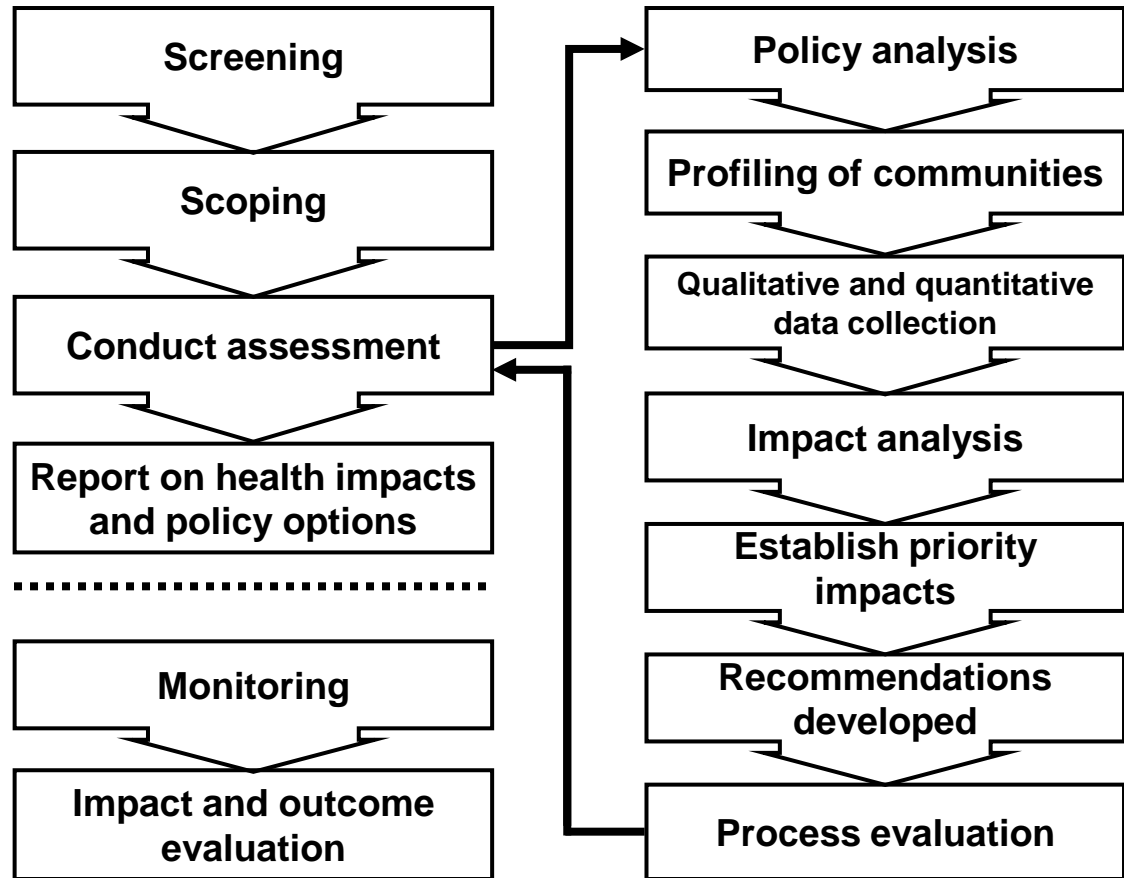 Screening
Scoping
Conduct assessment
Report on health impacts
and policy options
Monitoring
Impact and outcome
evaluation
Policy analysis
Profiling of communities
Qualitative and quantitative
data collection
Impact analysis
Establish priority
impacts
Recommendations
developed
Process evaluation